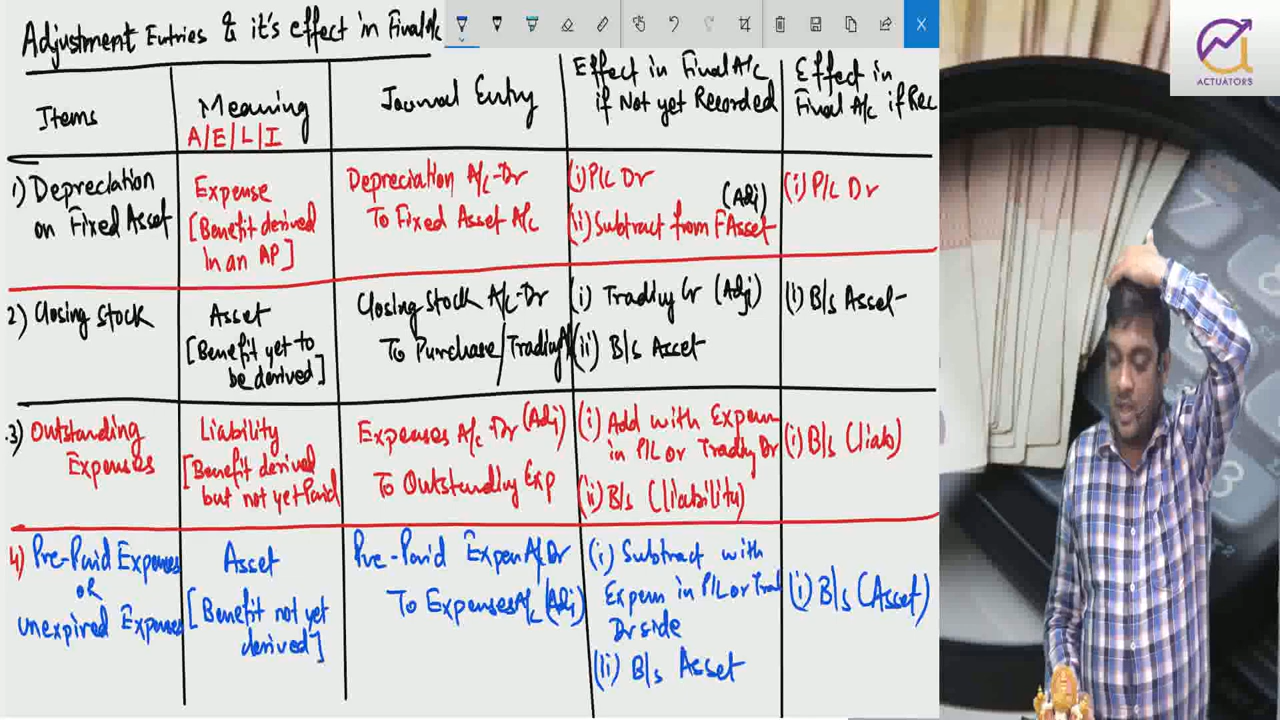 Adjustment Entries & it's effect in Final A/c
Items
Meaning
A/E/L/I
Journal Entry
Effect in Final A/c
if Not yet Recorded
Effect in
Final A/c if Rec
1) Depreciation
on Fixed Asset
Expense
[Benefit derived
in an AP]
Depreciation A/c-Dr
To Fixed Asset A/c
(i) P/L Dr
(Adj)
(ii) Subtract from FAsset
(i) P/L Dr
2) Closing Stock
Asset
[Benefit yet to
be derived]
Closing Stock A/c-Dr
To Purchase/Trading
(i) Trading Cr (Adj)
(ii) B/s Asset
(i) B/s Asset
3) Outstanding
Expenses
Liability
[Benefit derived
but not yet Paid
Expenses A/c Dr (Adj)
To Outstanding Exp
(i) Add with Expen
in P/L or Trading Dr
(ii) B/s (liability)
(i) B/s (liab)
4) Pre-Paid Expenses
or
unexpired Expenses
Asset
[Benefit not yet
derived]
Pre-Paid Expen A/c Dr
To Expenses A/c (Adj)
(i) Subtract with
Expen in P/L or Trad
Dr side
(ii) B/s Asset
(i) B/s (Asset)
ACTUATORS